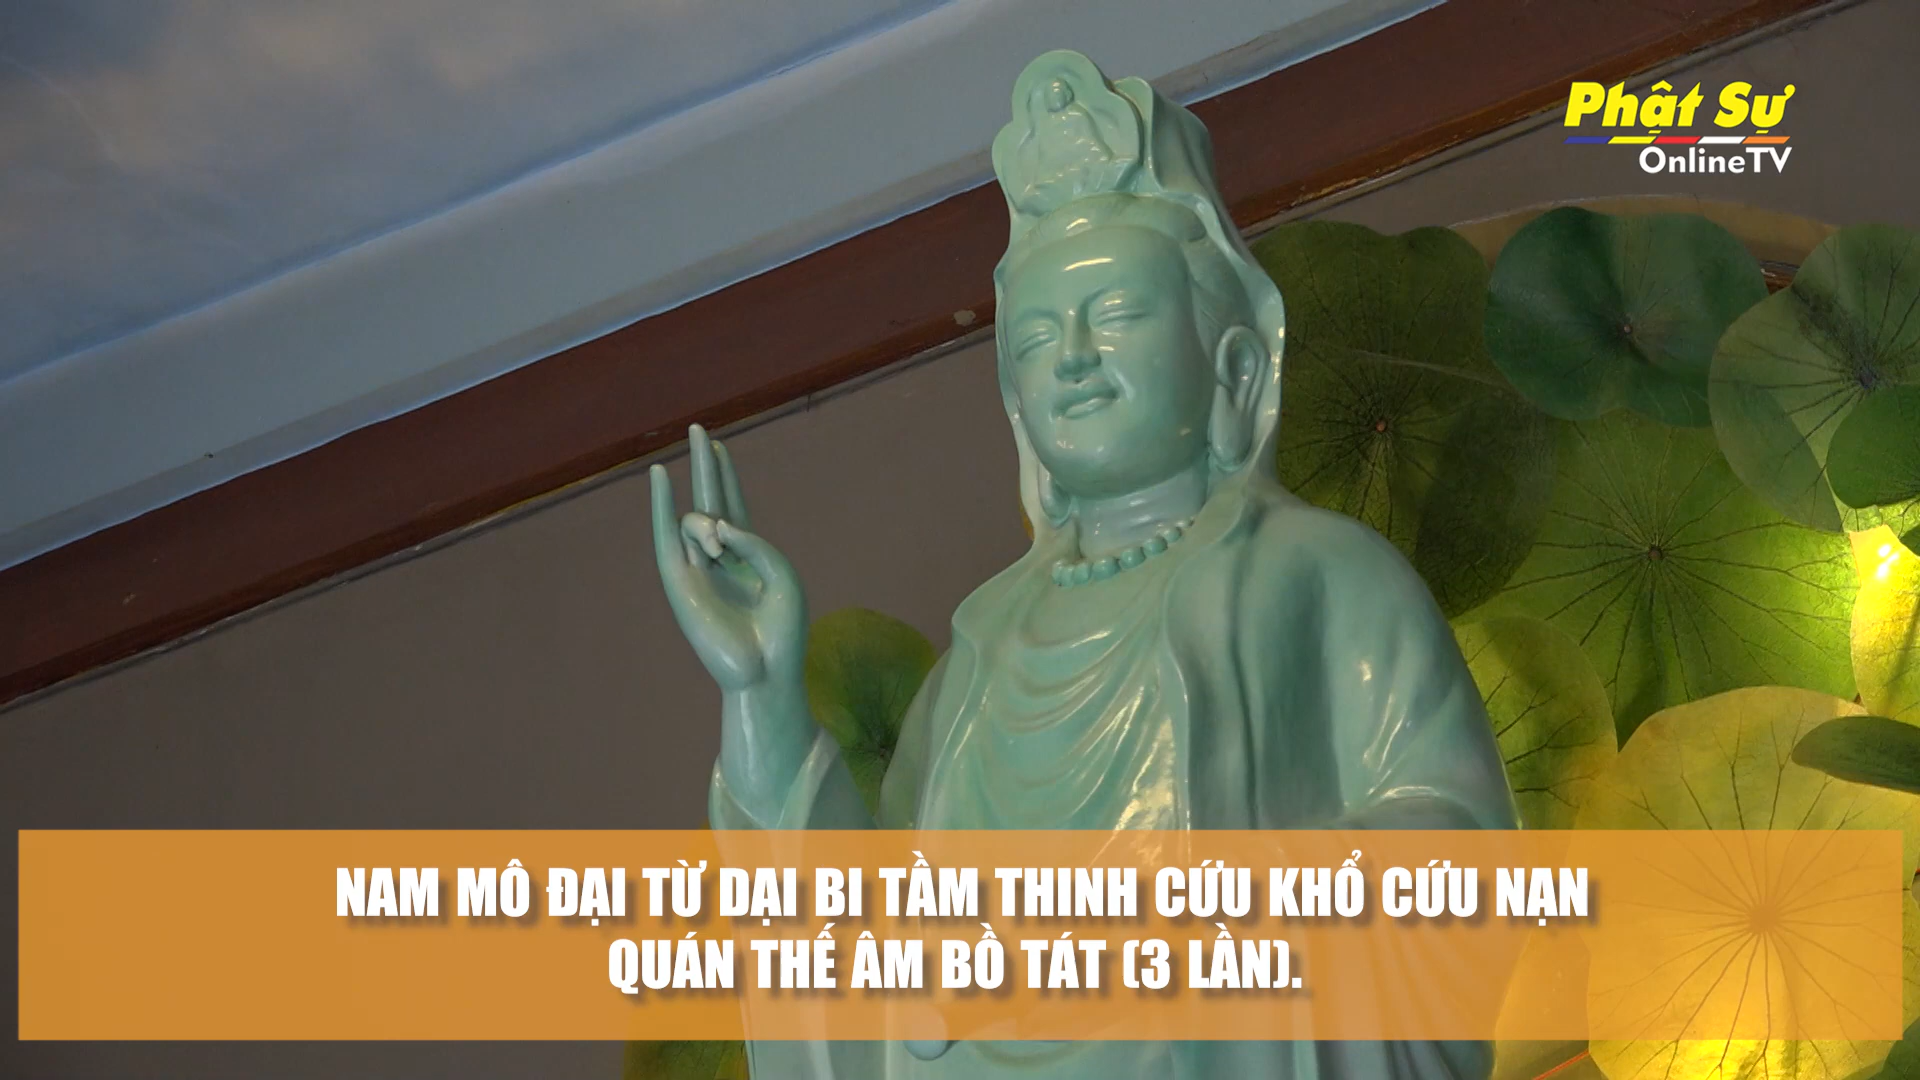 Phật Sự
OnlineTV
NAM MÔ ĐẠI TỪ DẠI BI TẦM THINH CỨU KHỔ CỨU NẠN
QUÁN THẾ ÂM BỒ TÁT (3 LẦN).